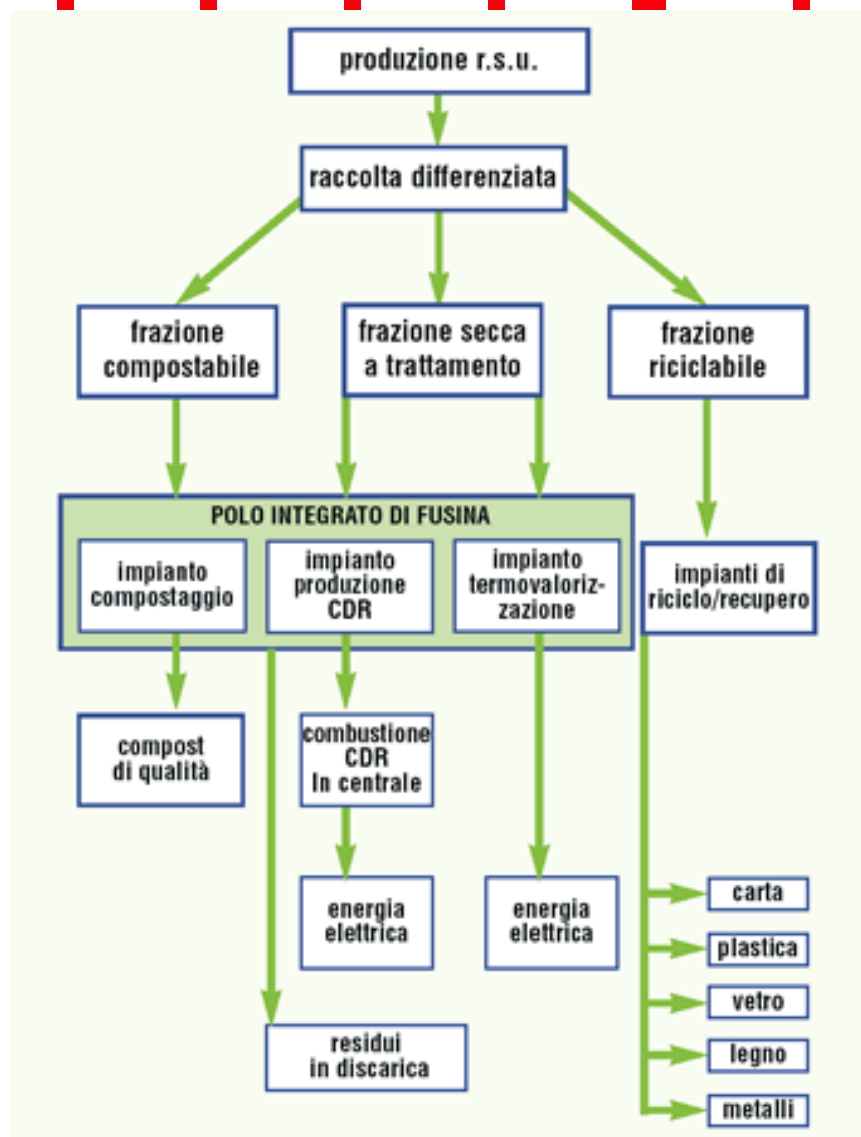 produzione r.s.u.
raccolta differenziata
frazione
compostabile
frazione secca
a trattamento
frazione
riciclabile
POLO INTEGRATO DI FUSINA
impianto
compostaggio
impianto
produzione
CDR
impianto
termovaloriz-
zazione
impianti di
riciclo/recupero
compost
di qualità
combustione
CDR
In centrale
energia
elettrica
energia
elettrica
carta
plastica
vetro
legno
metalli
residui
in discarica